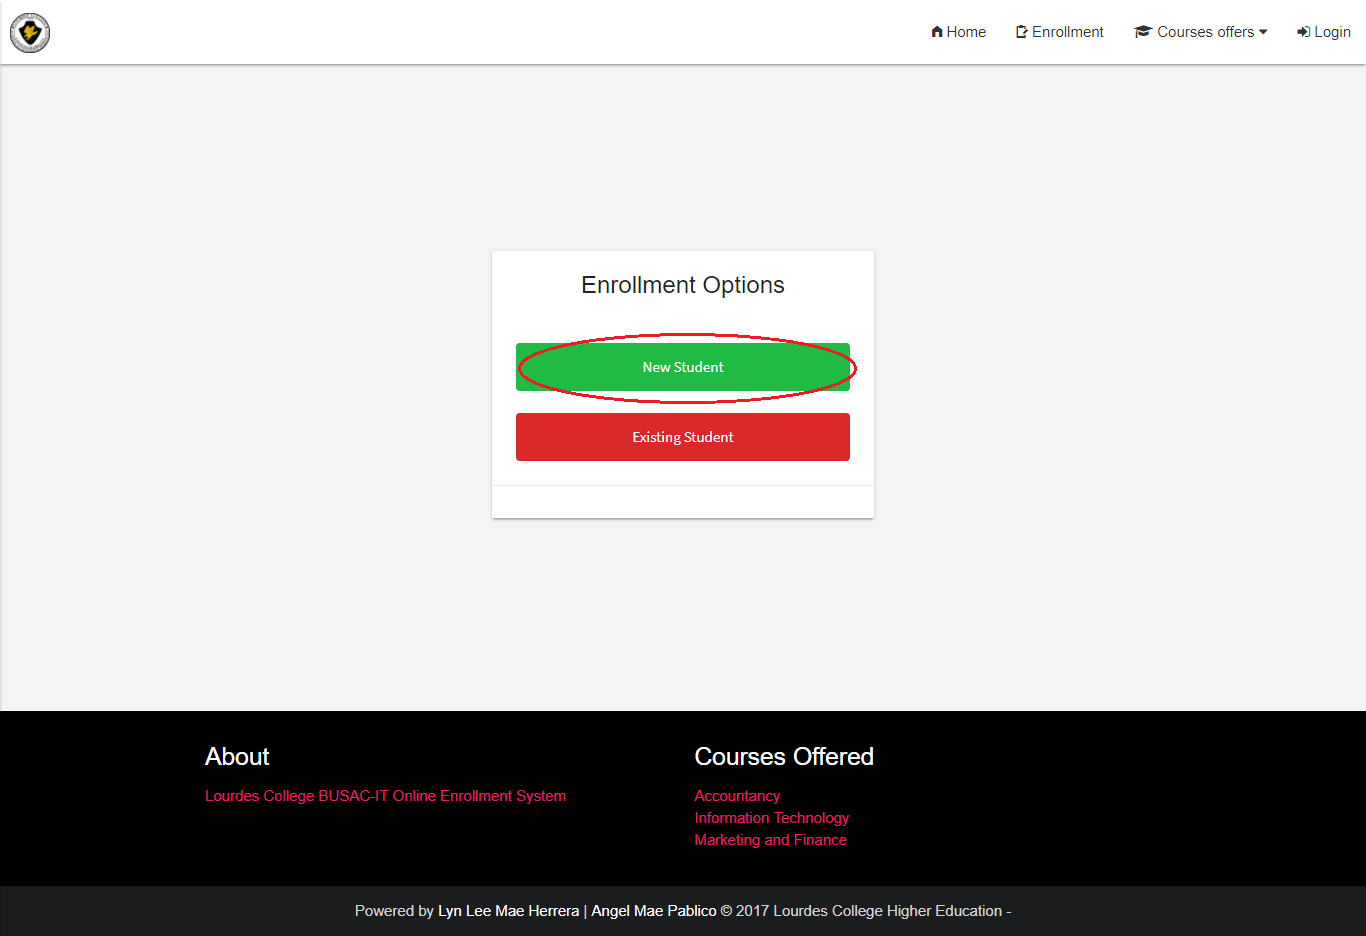 Home Enrollment Courses offers Login
Enrollment Options
New Student
Existing Student
About
Lourdes College BUSAC-IT Online Enrollment System
Courses Offered
Accountancy
Information Technology
Marketing and Finance
Powered by Lyn Lee Mae Herrera | Angel Mae Pablico © 2017 Lourdes College Higher Education -